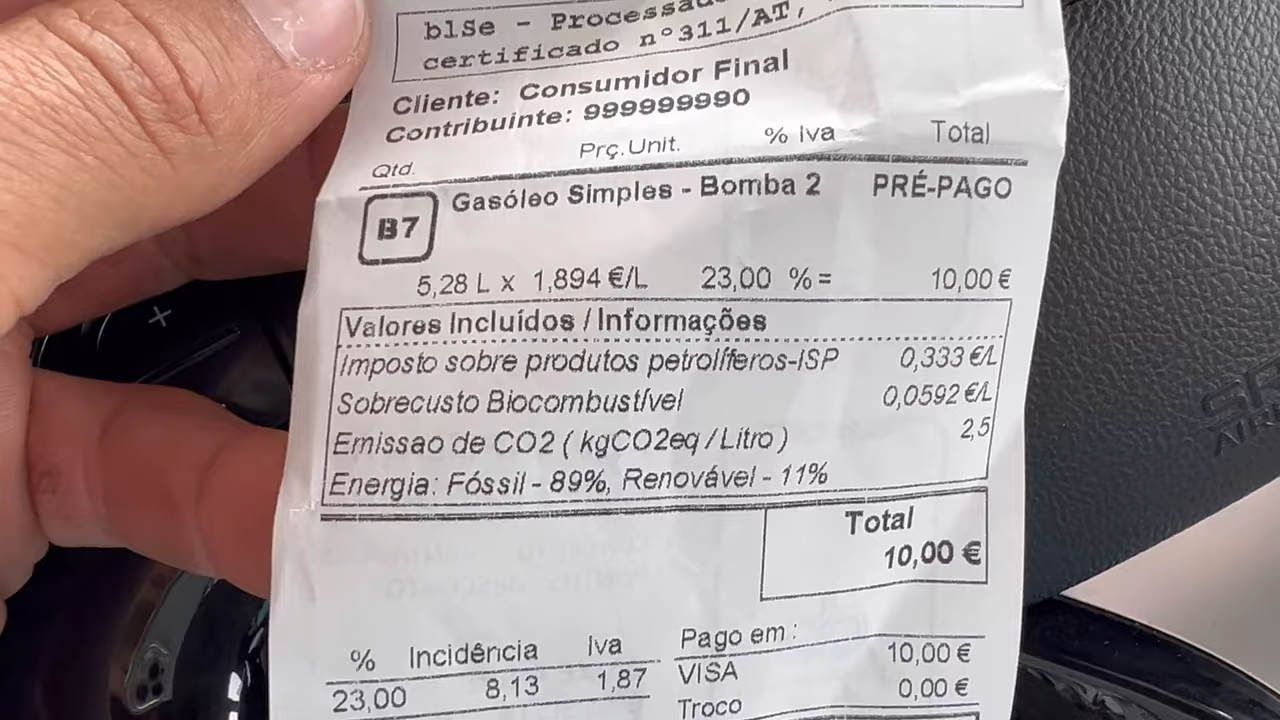 blSe - Processado
certificado nº311/AT,
Cliente: Consumidor Final
Contribuinte: 999999990
Qtd. Prç.Unit. % Iva Total
B7 Gasóleo Simples - Bomba 2 PRÉ-PAGO
5,28 L x 1,894 €/L 23,00 % = 10,00 €
Valores Incluídos / Informações
Imposto sobre produtos petrolíferos-ISP 0,333 €/L
Sobrecusto Biocombustível 0,0592 €/L
Emissao de CO2 ( kgCO2eq / Litro ) 2,5
Energia: Fóssil - 89%, Renovável - 11%
Total
10,00 €
% Incidência Iva
23,00 8,13 1,87
Pago em :
VISA 10,00 €
Troco 0,00 €